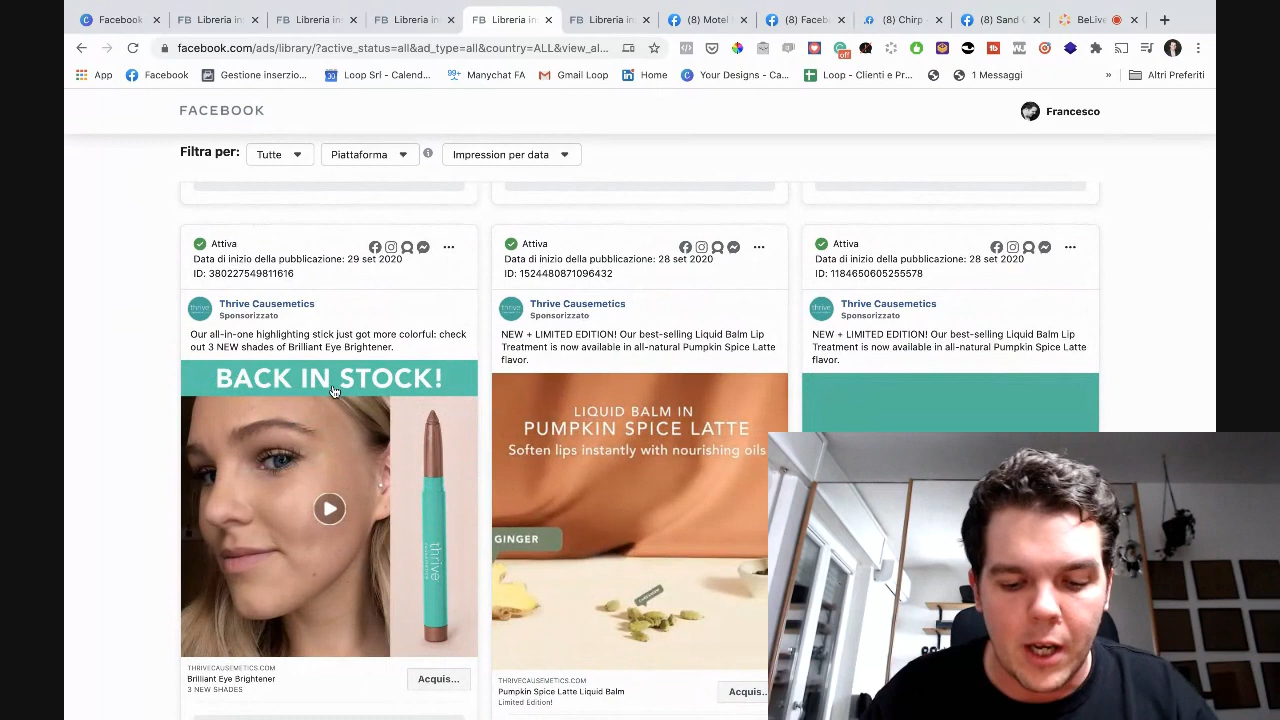 Facebook
Libreria in
Libreria in
Libreria in
Libreria in
Libreria in
(8) Motel
(8) Faceb
(8) Chirp
(8) Sand C
BeLive
facebook.com/ads/library/?active_status=all&ad_type=all&country=ALL&view_al...
off
App
Facebook
Gestione inserzio...
Loop Srl - Calend...
99+
Manychat FA
Gmail Loop
Home
Your Designs - Ca...
Loop - Clienti e Pr...
1 Messaggi
»
Altri Preferiti
FACEBOOK
Francesco
Filtra per:
Tutte
Piattaforma
Impression per data
Attiva
Data di inizio della pubblicazione: 29 set 2020
ID: 380227549811616
thrive
Thrive Causemetics
Sponsorizzato
Our all-in-one highlighting stick just got more colorful: check
out 3 NEW shades of Brilliant Eye Brightener.
BACK IN STOCK!
thrive
THRIVECAUSEMETICS.COM
Brilliant Eye Brightener
3 NEW SHADES
Acquis...
Attiva
Data di inizio della pubblicazione: 28 set 2020
ID: 1524480871096432
thrive
Thrive Causemetics
Sponsorizzato
NEW + LIMITED EDITION! Our best-selling Liquid Balm Lip
Treatment is now available in all-natural Pumpkin Spice Latte
flavor.
LIQUID BALM IN
PUMPKIN SPICE LATTE
Soften lips instantly with nourishing oils
GINGER
THRIVECAUSEMETICS.COM
Pumpkin Spice Latte Liquid Balm
Limited Edition!
Acquis..
Attiva
Data di inizio della pubblicazione: 28 set 2020
ID: 1184650605255578
thrive
Thrive Causemetics
Sponsorizzato
NEW + LIMITED EDITION! Our best-selling Liquid Balm Lip
Treatment is now available in all-natural Pumpkin Spice Latte
flavor.